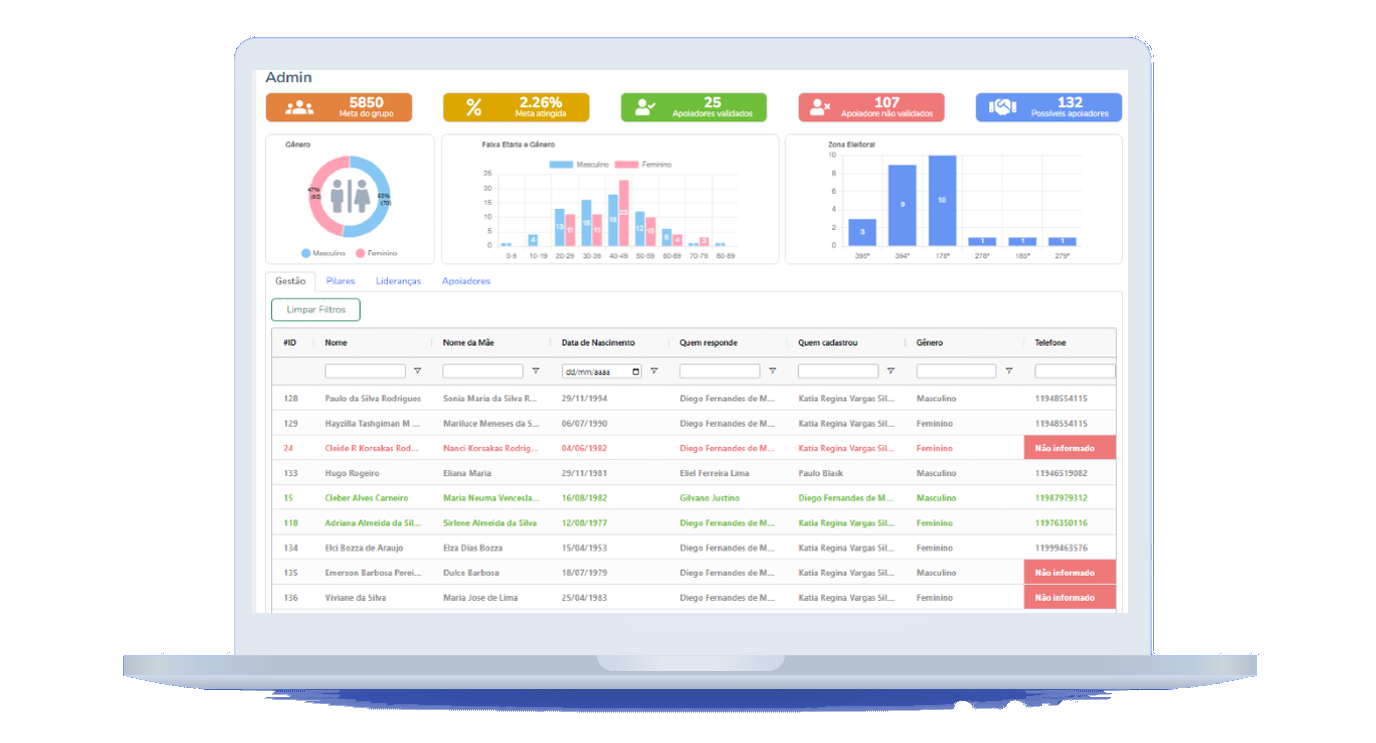 Admin
5850
Meta do grupo
2.26%
Meta atingida
25
Apoiadores validados
107
Apoiadore não validados
132
Possíveis apoiadores
Gênero
47%
(62)
53%
(70)
Masculino Feminino
Faixa Etária e Gênero
Masculino Feminino
25
20
15
10
5
0
0-9 10-19 20-29 30-39 40-49 50-59 60-69 70-79 80-89
Zona Eleitoral
10
8
6
4
2
0
3 9 10 1 1 1
394ª 178ª 278ª 279ª
Gestão Pilares Lideranças Apoiadores
Limpar Filtros
#ID Nome Nome da Mãe Data de Nascimento Quem responde Quem cadastrou Gênero Telefone
dd/mm/aaaa
128 Paulo da Silva Rodrigues Sonia Maria da Silva R... 29/11/1994 Diego Fernandes de M... Katia Regina Vargas Sil... Masculino 11948554115
129 Hayzilla Tashgiman M ... Mariluce Meneses da S... 06/07/1990 Diego Fernandes de M... Katia Regina Vargas Sil... Feminino 11948554115
24 Cleide R Korsakas Rod... Nanci Korsakas Rodrig... 04/06/1982 Diego Fernandes de M... Katia Regina Vargas Sil... Feminino Não informado
133 Hugo Rogeiro Eliana Maria 29/11/1981 Eliel Ferreira Lima Paulo Blask Masculino 11946519082
15 Cleber Alves Carneiro Maria Neuma Vencesla... 16/08/1982 Gilvano Justino Diego Fernandes de M... Masculino 11987979312
118 Adriana Almeida da Sil... Sirlene Almeida da Silva 12/08/1977 Diego Fernandes de M... Katia Regina Vargas Sil... Feminino 11976350116
134 Elci Bozza de Araujo Elza Dias Bozza 15/04/1953 Diego Fernandes de M... Katia Regina Vargas Sil... Feminino 11999463576
135 Emerson Barbosa Perei... Dulce Barbosa 18/07/1979 Diego Fernandes de M... Katia Regina Vargas Sil... Masculino Não informado
136 Viviane da Silva Maria Jose de Lima 25/04/1983 Diego Fernandes de M... Katia Regina Vargas Sil... Feminino Não informado